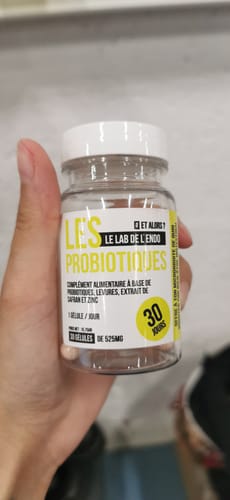 LES
ET ALORS ?
LE LAB DE L'ENDO
PROBIOTIQUES
COMPLÉMENT ALIMENTAIRE À BASE DE
PROBIOTIQUES, LEVURES, EXTRAIT DE
SAFRAN ET ZINC
1 GÉLULE / JOUR
30 GÉLULES DE 525MG
30
JOURS